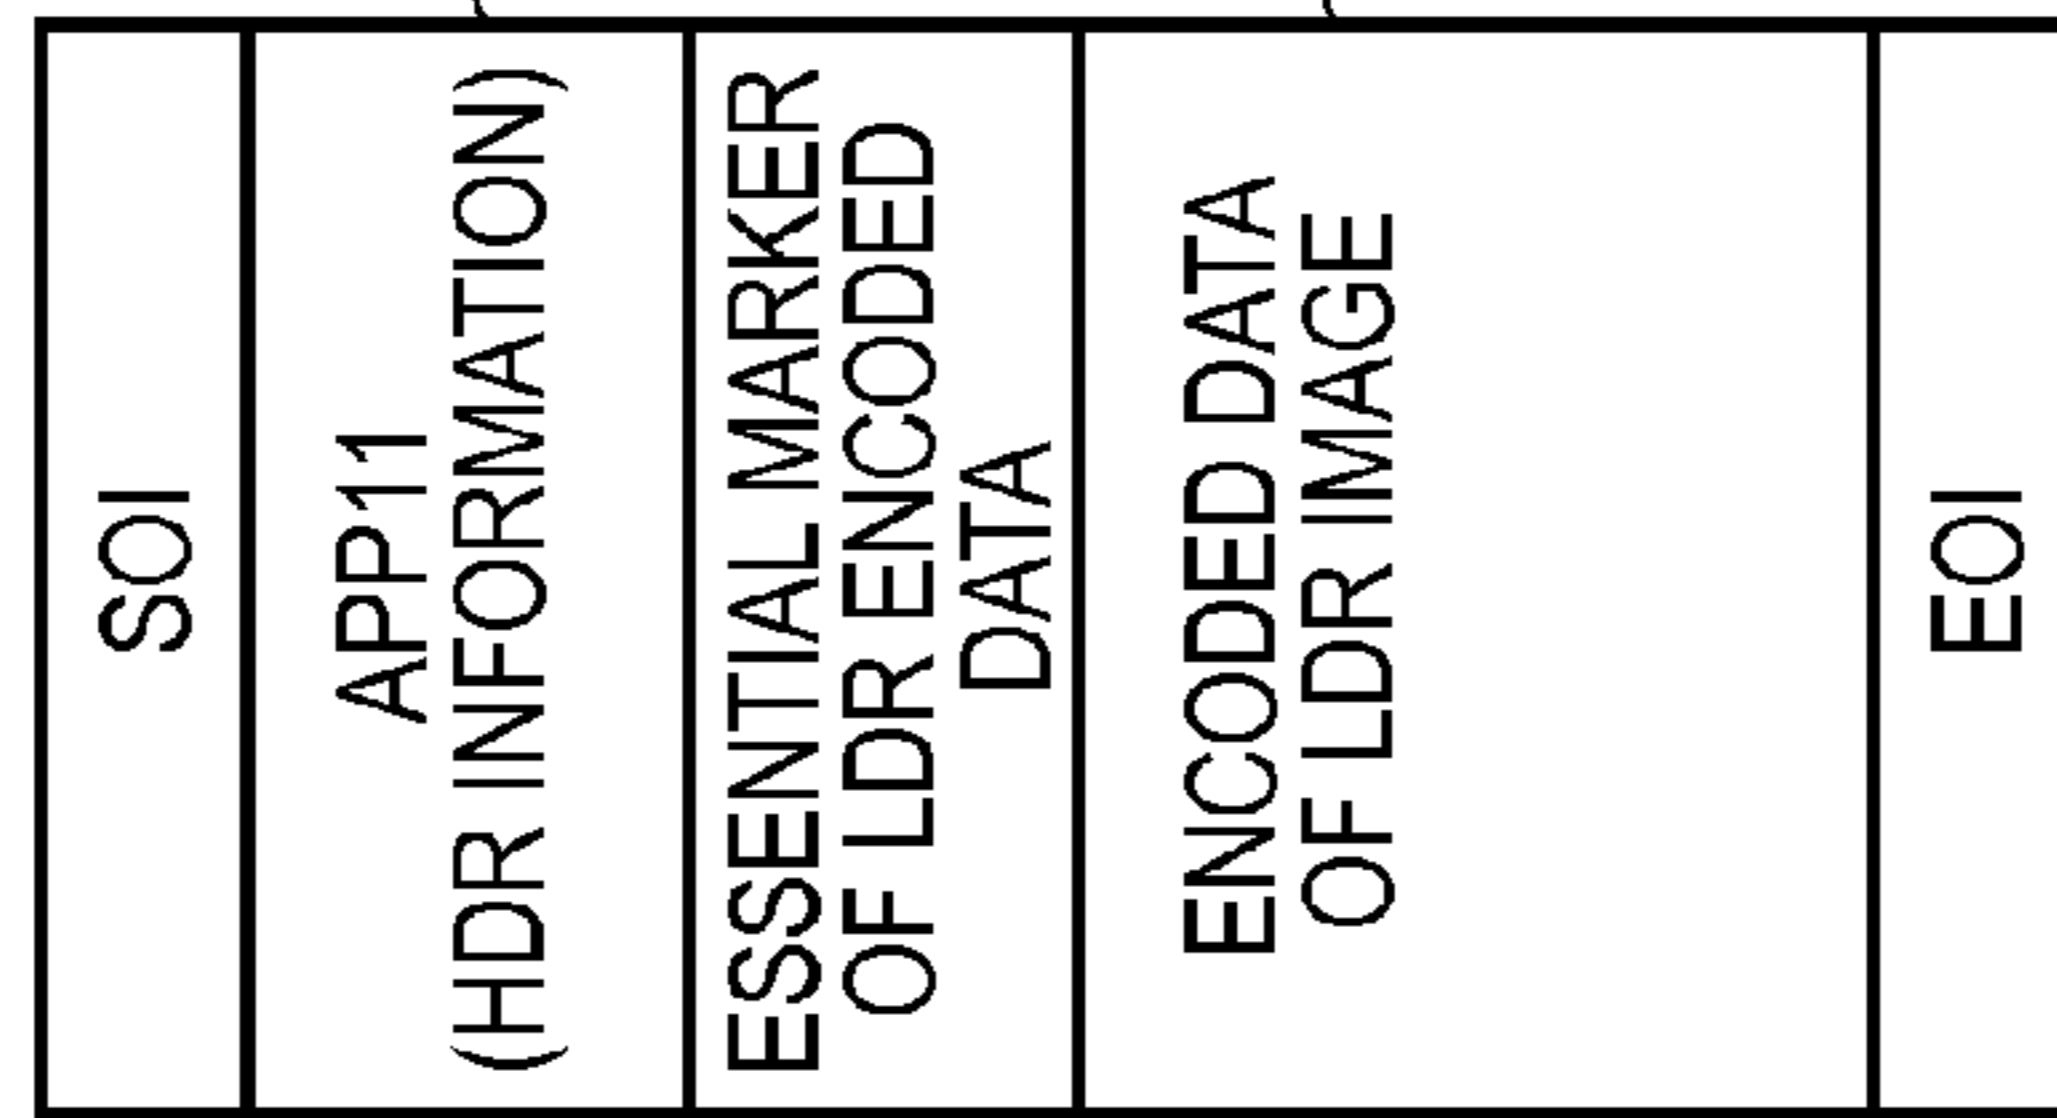 SOI
APP11
(HDR INFORMATION)
ESSENTIAL MARKER
OF LDR ENCODED
DATA
ENCODED DATA
OF LDR IMAGE
EOI